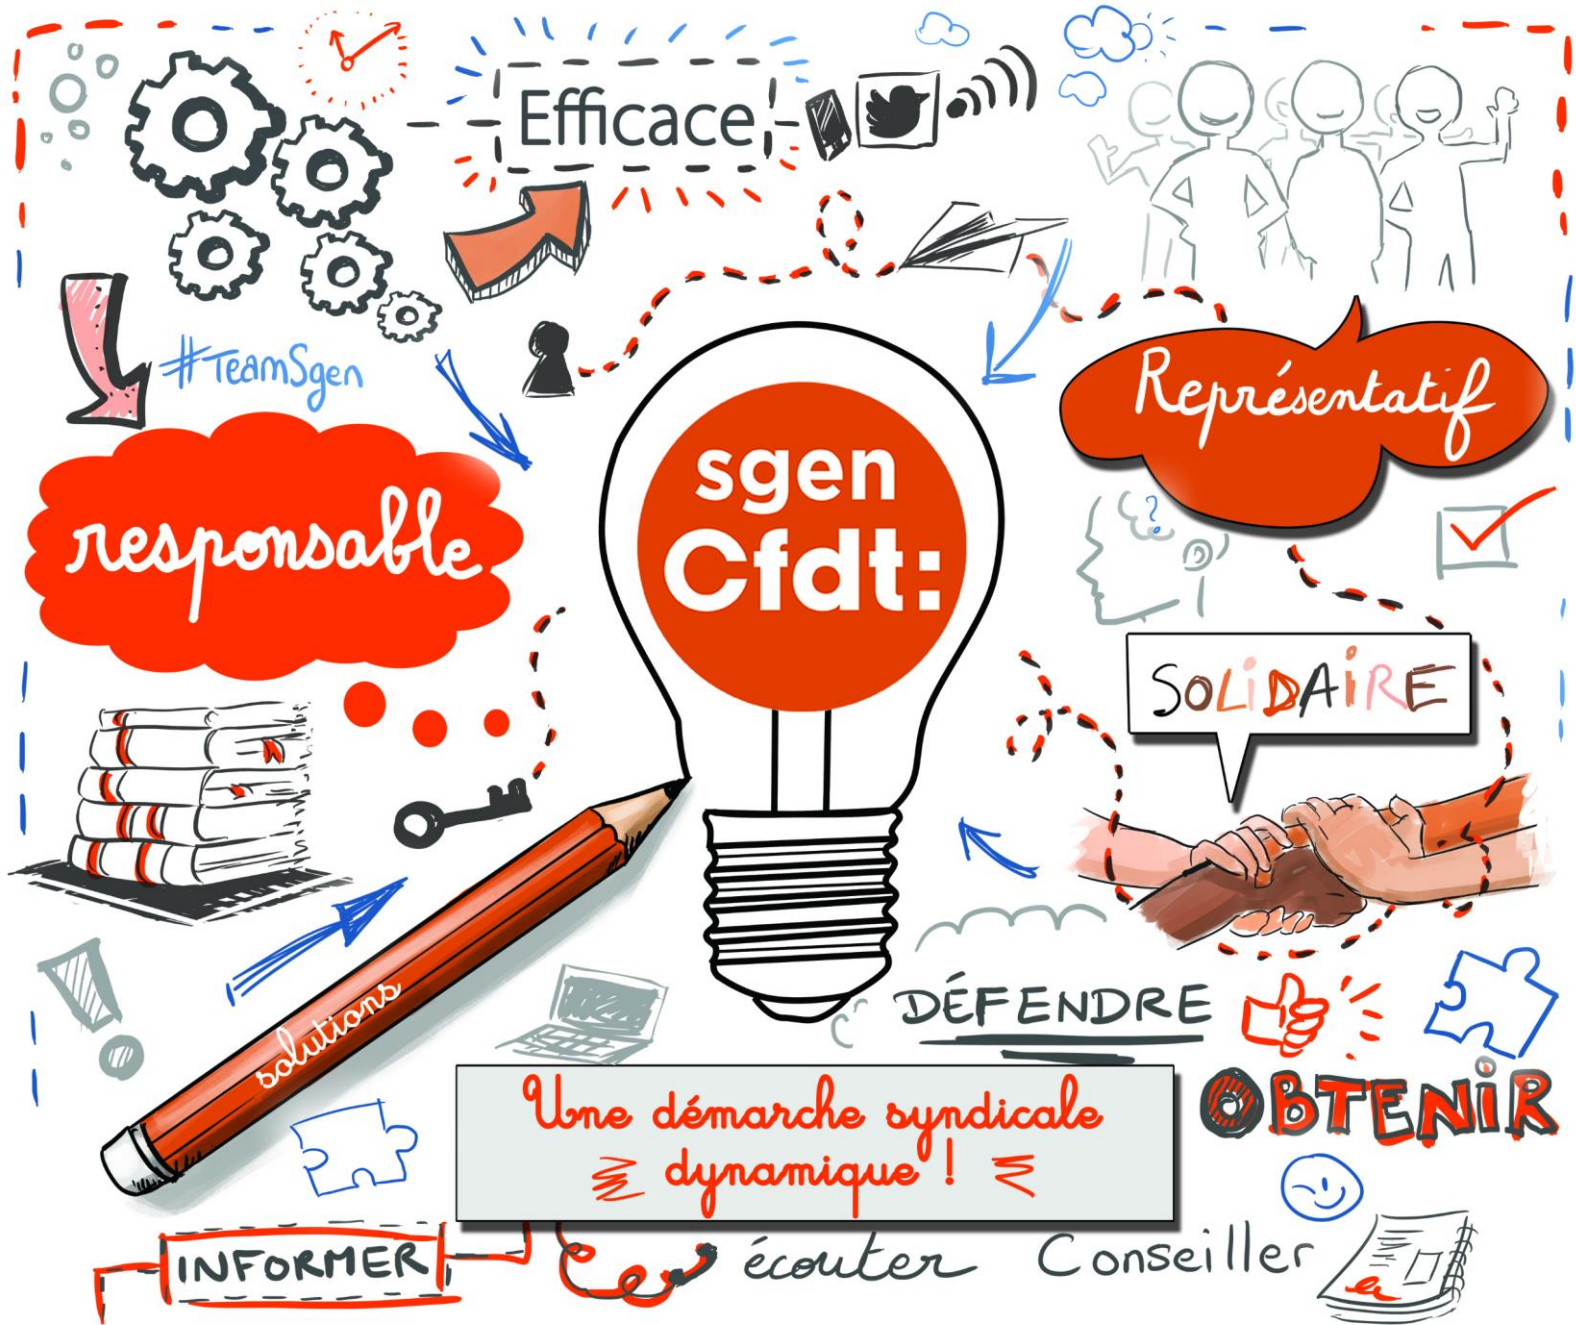 Efficace
#TeamSgen
Représentatif
sgen
Cfdt:
responsable
SOLiDAiRE
solutions
DÉFENDRE
OBTENiR
Une démarche syndicale
dynamique !
INFORMER
écouter
Conseiller